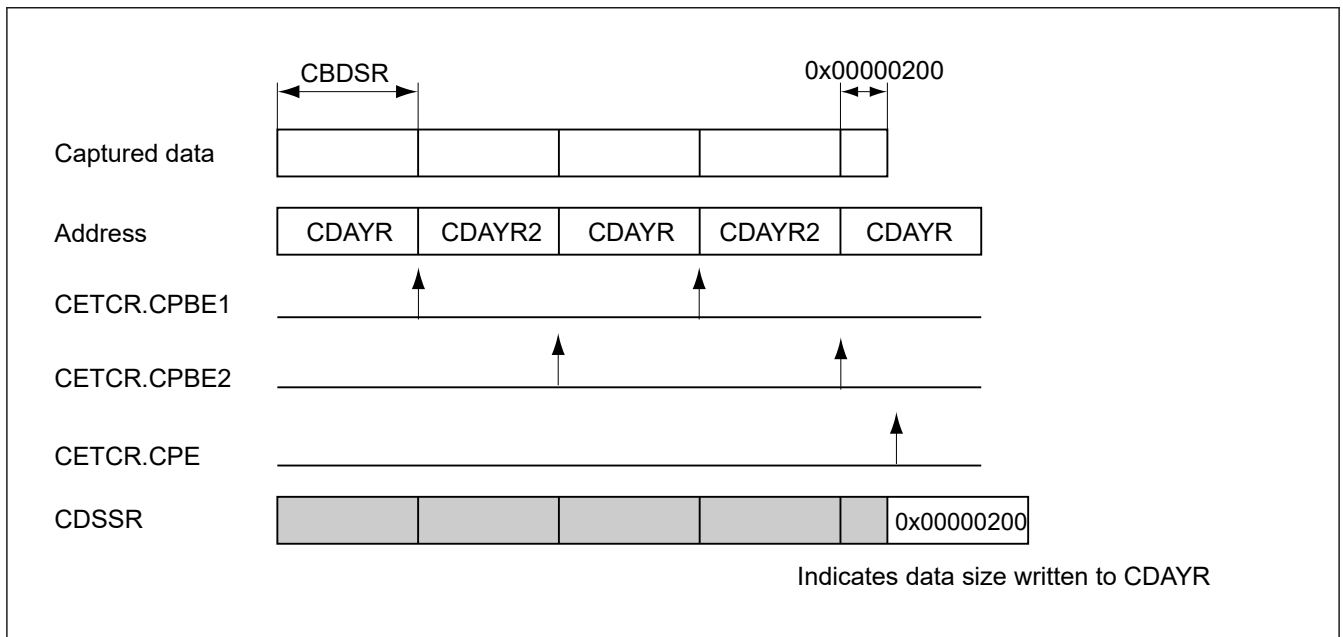 CBDSR 0x00000200
Captured data
Address CDAYR CDAYR2 CDAYR CDAYR2 CDAYR
CETCR.CPBE1
CETCR.CPBE2
CETCR.CPE
CDSSR 0x00000200
Indicates data size written to CDAYR